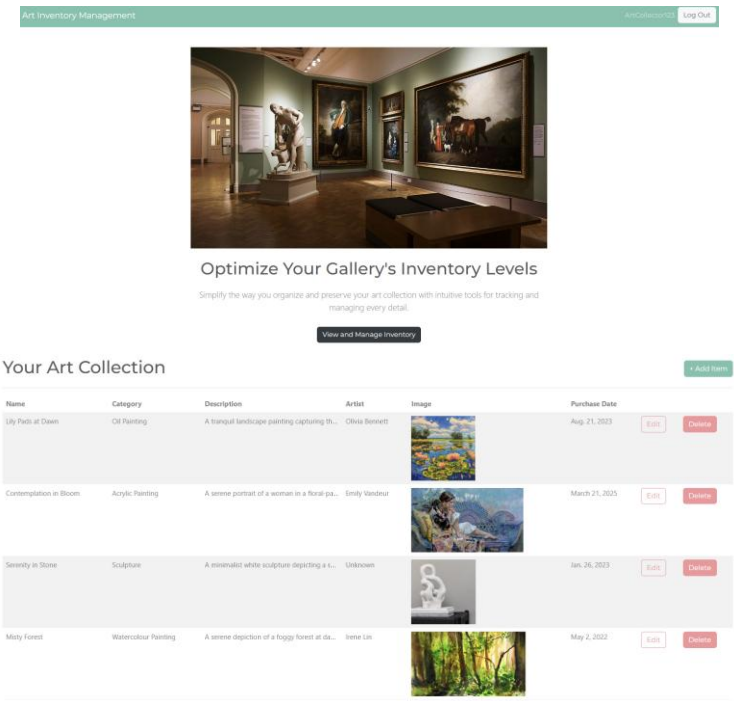 Art Inventory Management
ArtCollector123 Log Out
Optimize Your Gallery's Inventory Levels
Simplify the way you organize and preserve your art collection with intuitive tools for tracking and
managing every detail.
View and Manage Inventory
Your Art Collection
+ Add Item
Name Category Description Artist Image Purchase Date
Lily Pads at Dawn Oil Painting A tranquil landscape painting capturing th... Olivia Bennett Aug. 21, 2023 Edit Delete
Contemplation in Bloom Acrylic Painting A serene portrait of a woman in a floral-pa... Emily Vandeur March 21, 2025 Edit Delete
Serenity in Stone Sculpture A minimalist white sculpture depicting a s... Unknown Jan. 26, 2023 Edit Delete
Misty Forest Watercolour Painting A serene depiction of a foggy forest at da... Irene Lin May 2, 2022 Edit Delete